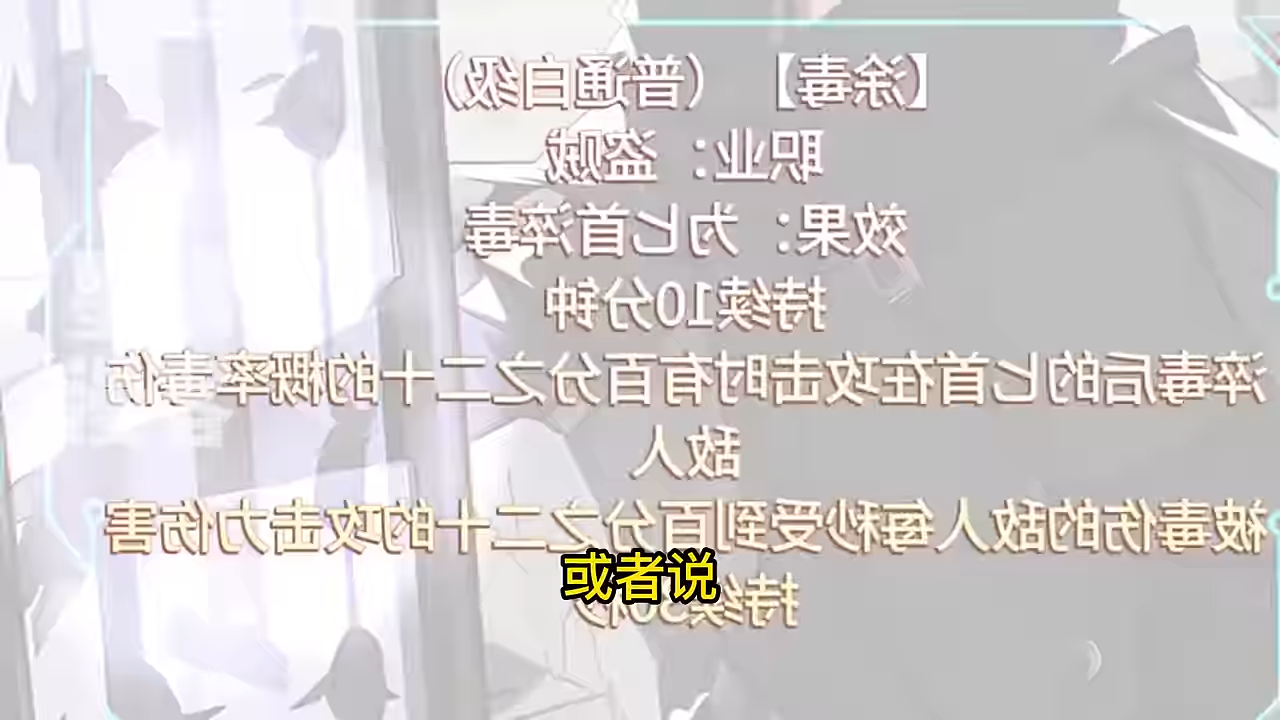 【涂毒】（普通白级）
职业：盗贼
效果：为匕首淬毒
持续10分钟
淬毒后的匕首在攻击时有百分之二十的概率毒伤
敌人
被毒伤的敌人每秒受到百分之二十的攻击力伤害
或者说
持续30秒